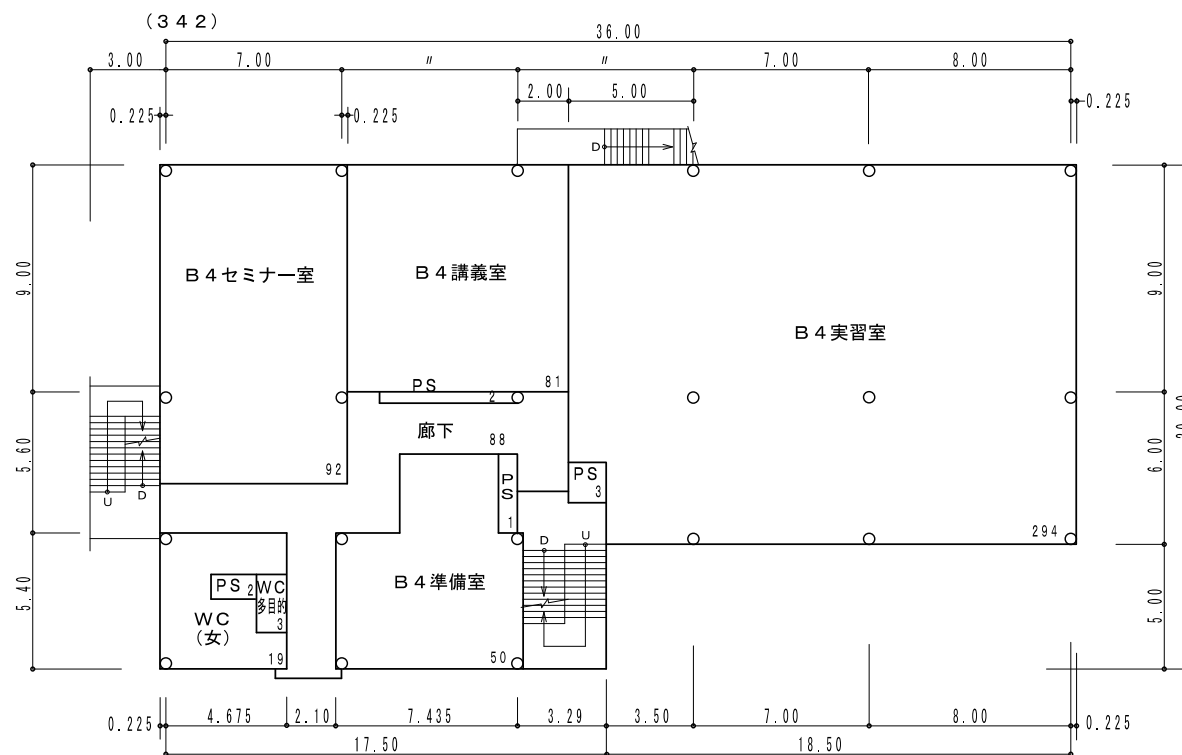 (342)
36.00
3.00 7.00 〃 〃 7.00 8.00
2.00 5.00
0.225 0.225 0.225
D
B4セミナー室 B4講義室 B4実習室
9.00 9.00
PS 2 81
廊下 88
5.60 6.00 20.00
92 PS 1 PS 3
U D
294
D U
B4準備室
PS 2 WC 多目的 3
5.40 5.00
WC (女)
19 50
0.225 4.675 2.10 7.435 3.29 3.50 7.00 8.00 0.225
17.50 18.50